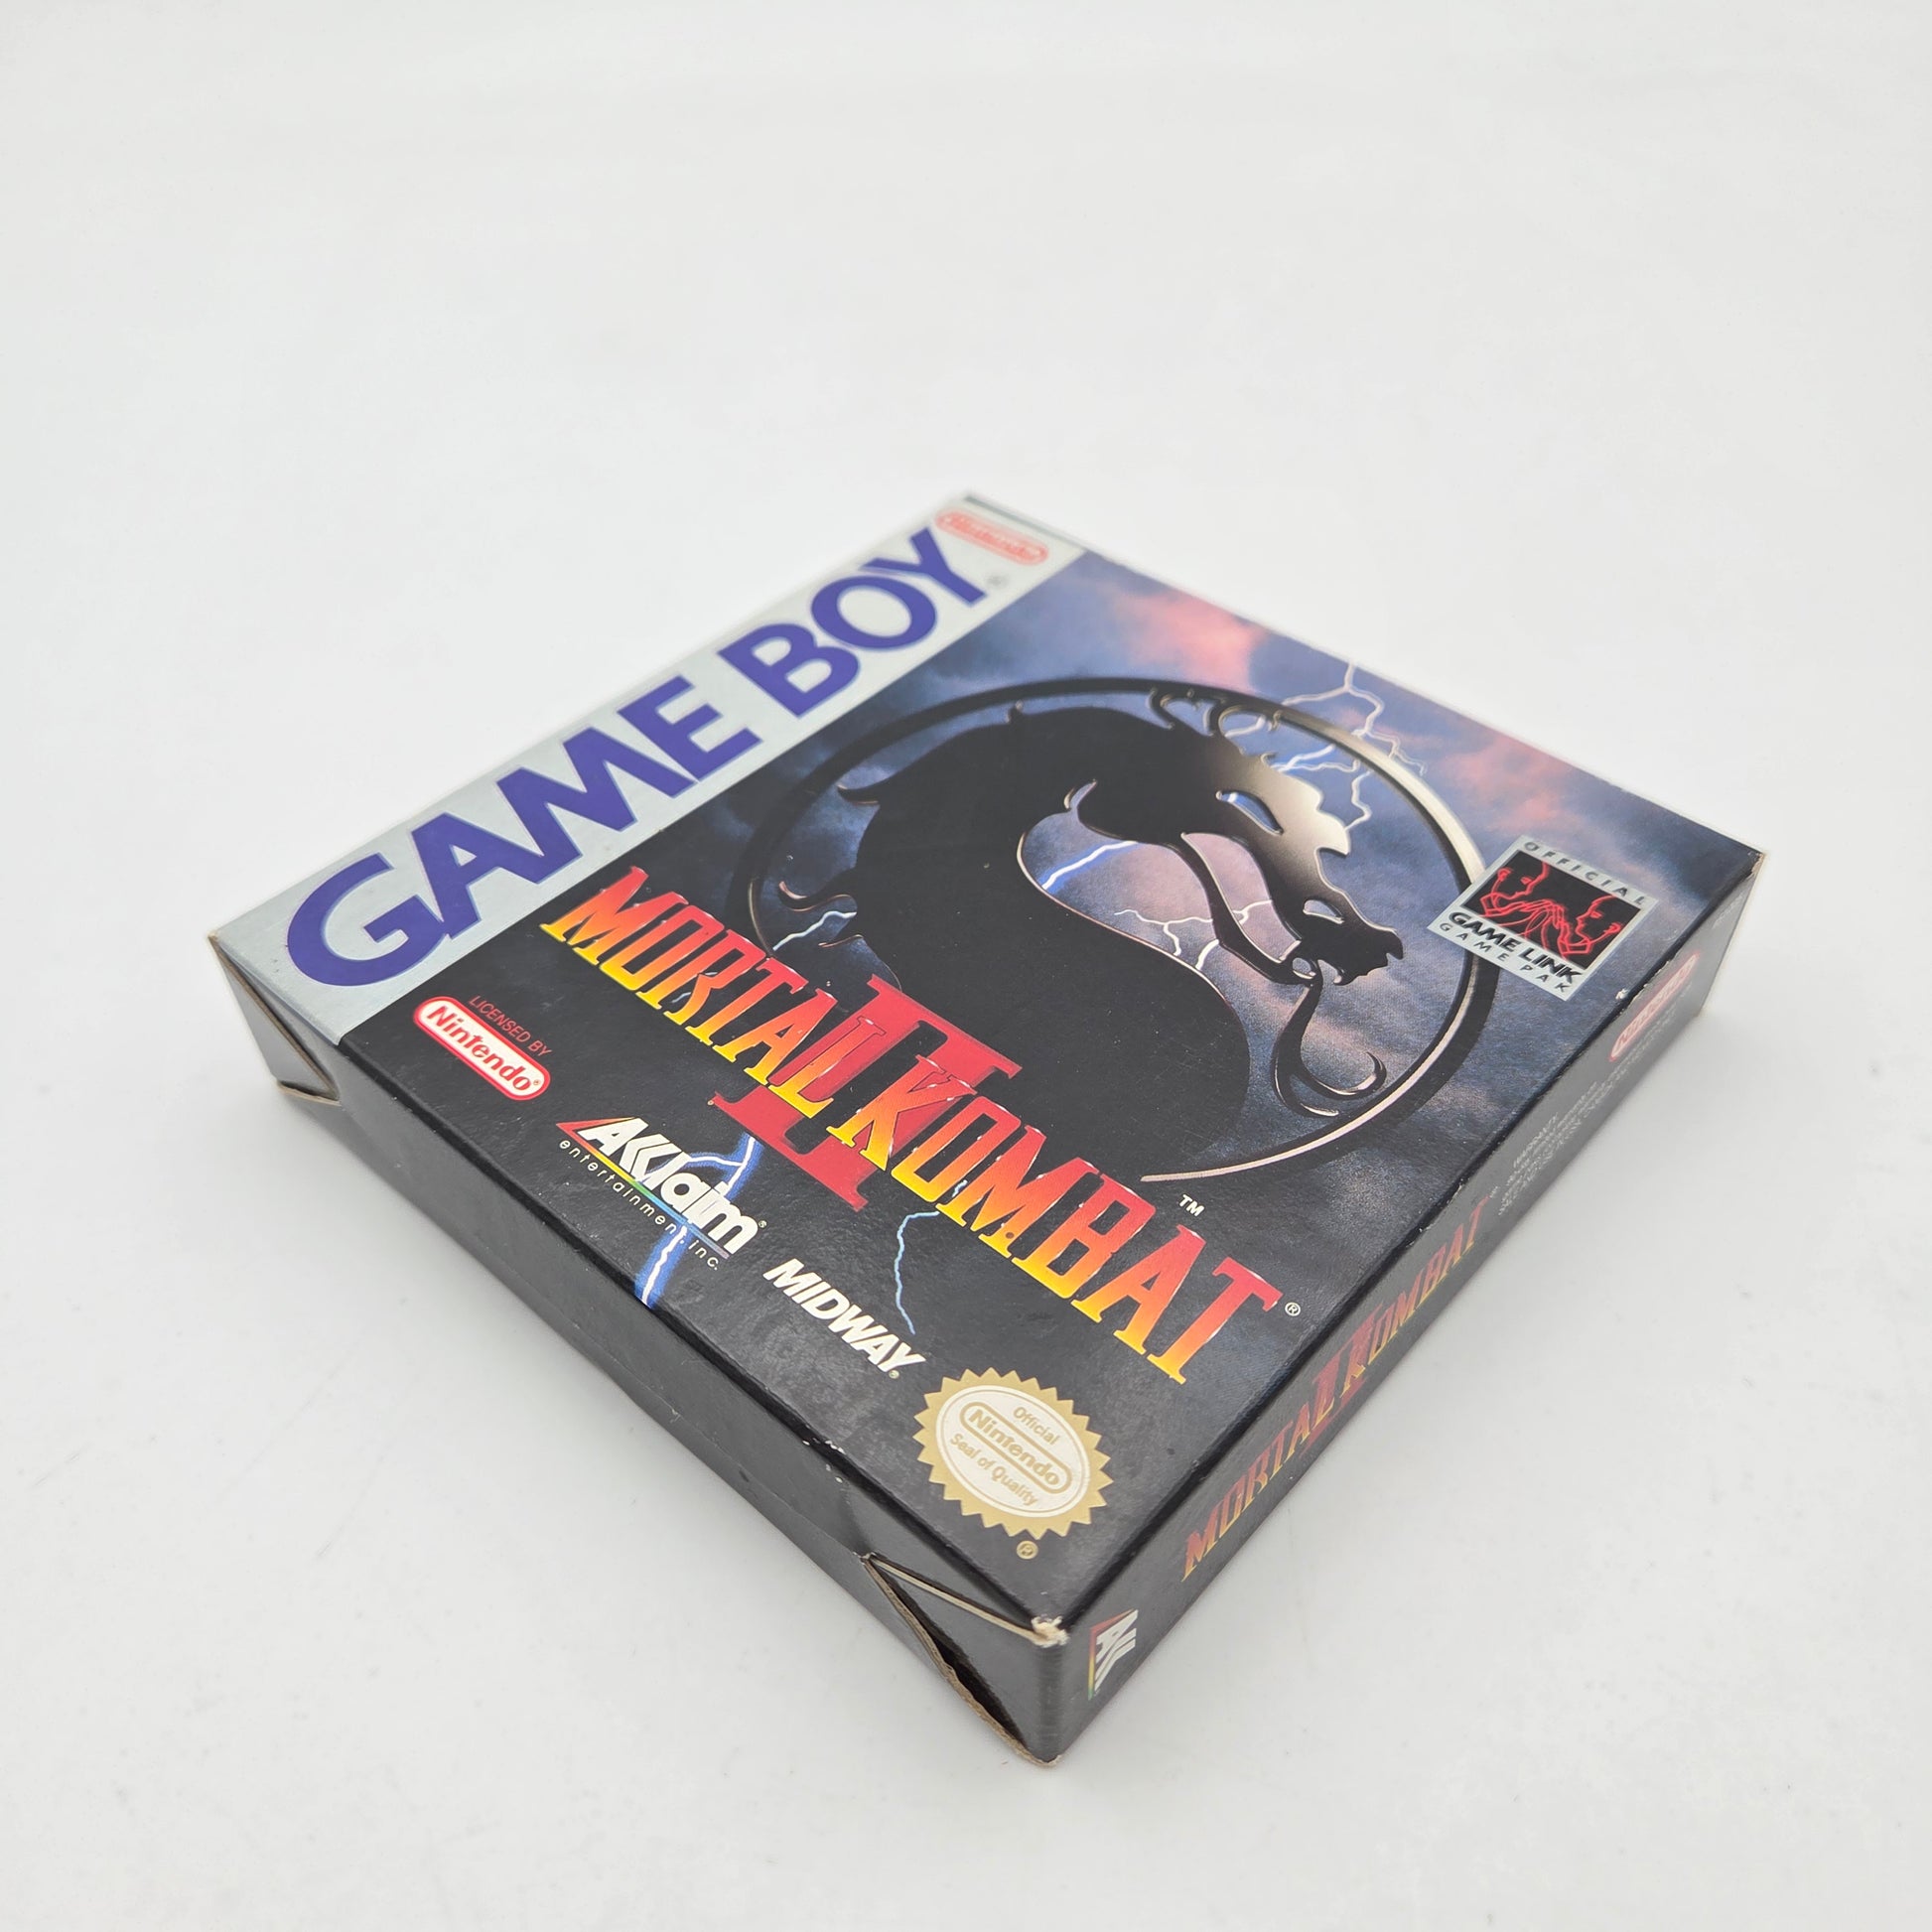 Nintendo
GAME BOY®
OFFICIAL
GAME LINK
GAME PAK
MORTAL KOMBAT®
II
™
LICENSED BY
Nintendo®
AKKlaim®
entertainment, inc.
MIDWAY®
Official
Nintendo
Seal of Quality
®
MORTAL KOMBAT®
II
Nintendo